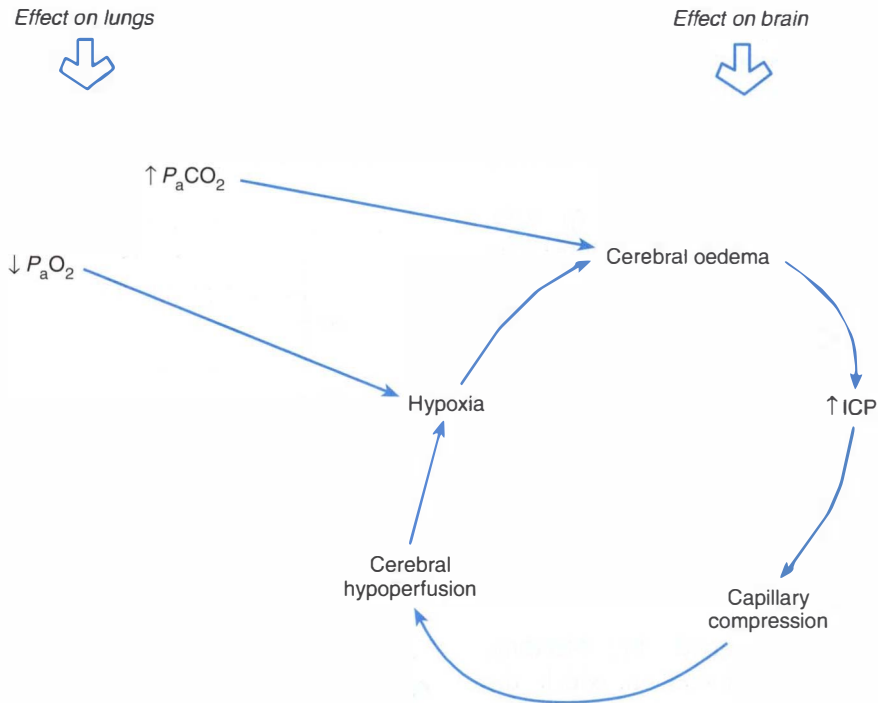 Effect on lungs
Effect on brain
↑ PaCO2
↓ PaO2
Cerebral oedema
Hypoxia
↑ ICP
Cerebral
hypoperfusion
Capillary
compression